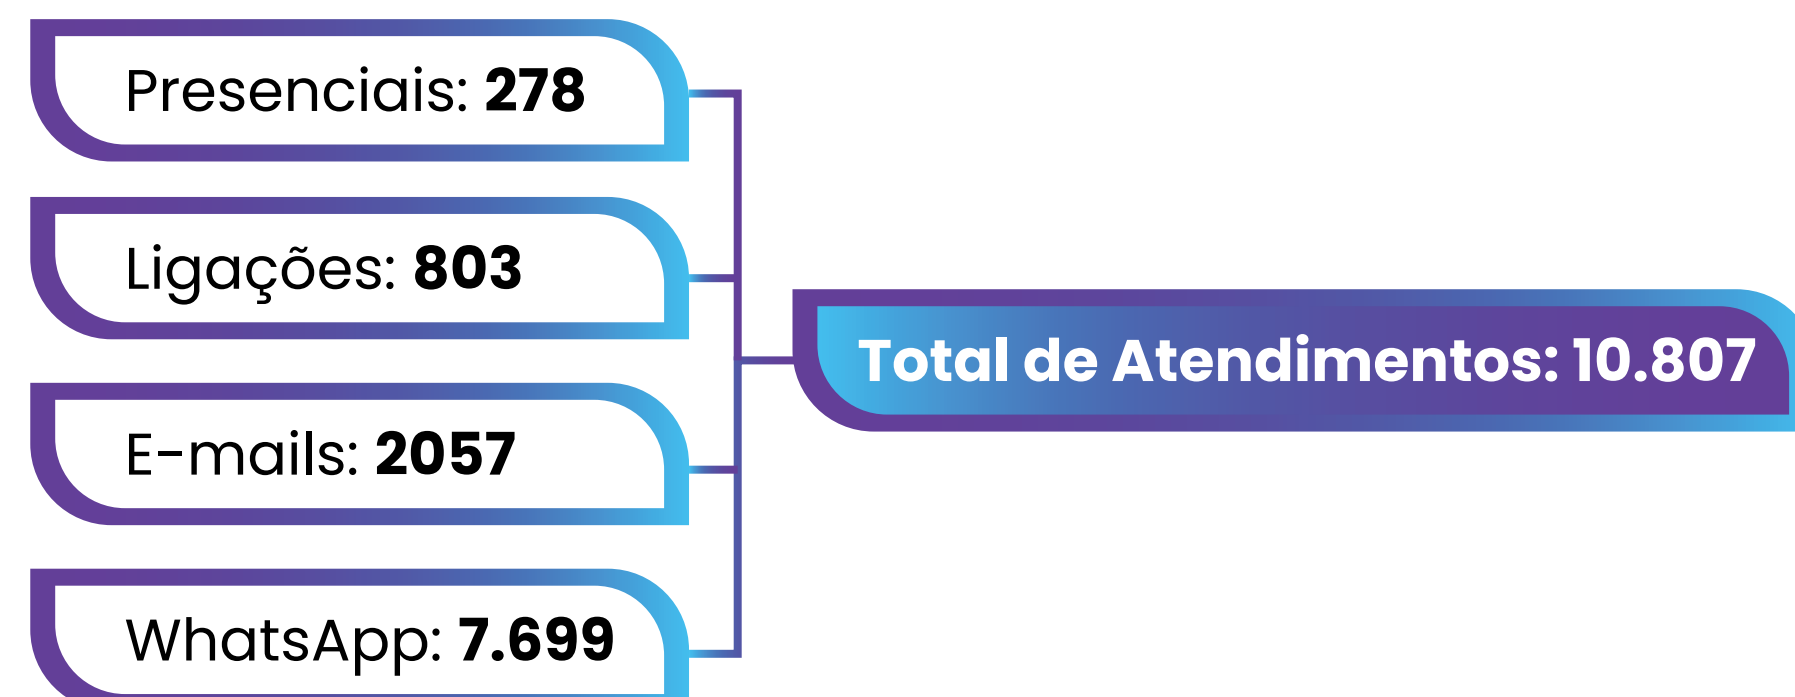 Presenciais: 278
Ligações: 803
E-mails: 2057
WhatsApp: 7.699
Total de Atendimentos: 10.807